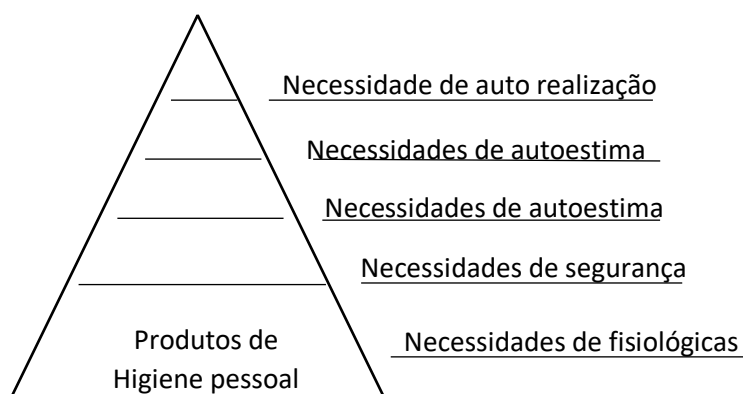 Necessidade de auto realização
Necessidades de autoestima
Necessidades de autoestima
Necessidades de segurança
Necessidades de fisiológicas
Produtos de
Higiene pessoal